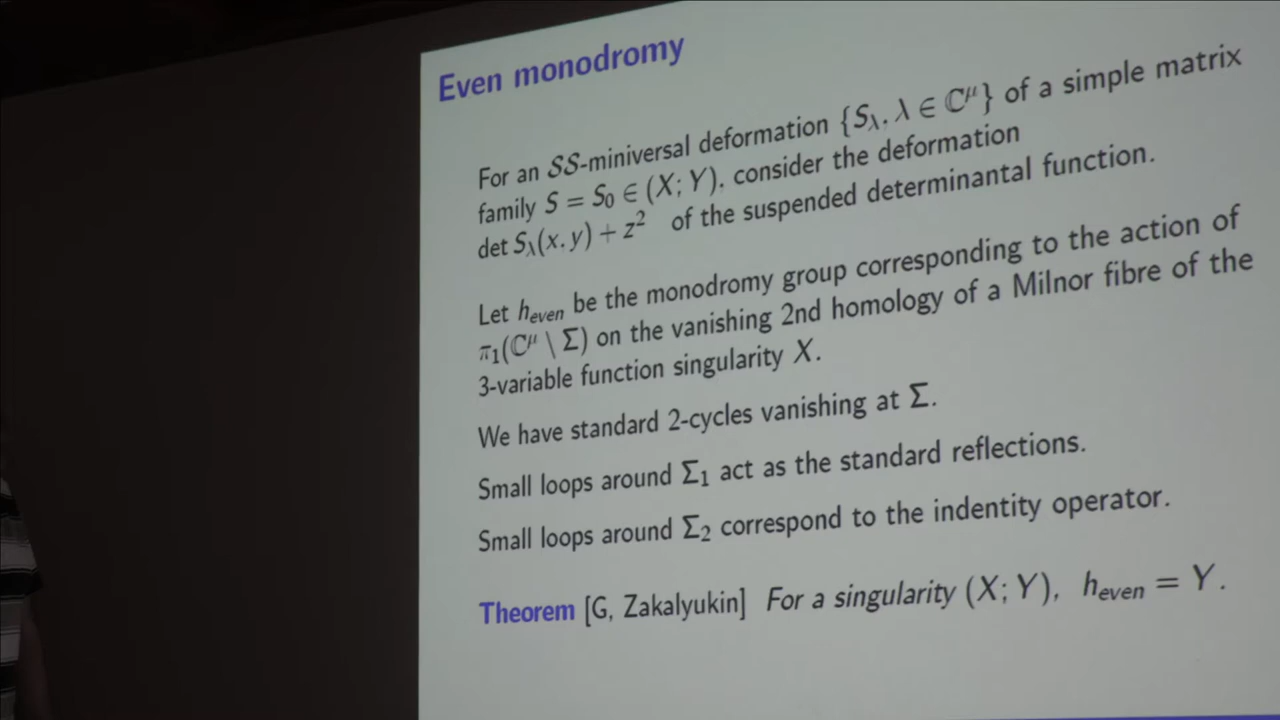 Even monodromy
For an SS-miniversal deformation {S_λ, λ ∈ ℂ^μ} of a simple matrix
family S = S₀ ∈ (X; Y), consider the deformation
det S_λ(x, y) + z² of the suspended determinantal function.
Let h_even be the monodromy group corresponding to the action of
π₁(ℂ^μ \ Σ) on the vanishing 2nd homology of a Milnor fibre of the
3-variable function singularity X.
We have standard 2-cycles vanishing at Σ.
Small loops around Σ₁ act as the standard reflections.
Small loops around Σ₂ correspond to the indentity operator.
Theorem [G, Zakalyukin] For a singularity (X; Y), h_even = Y.